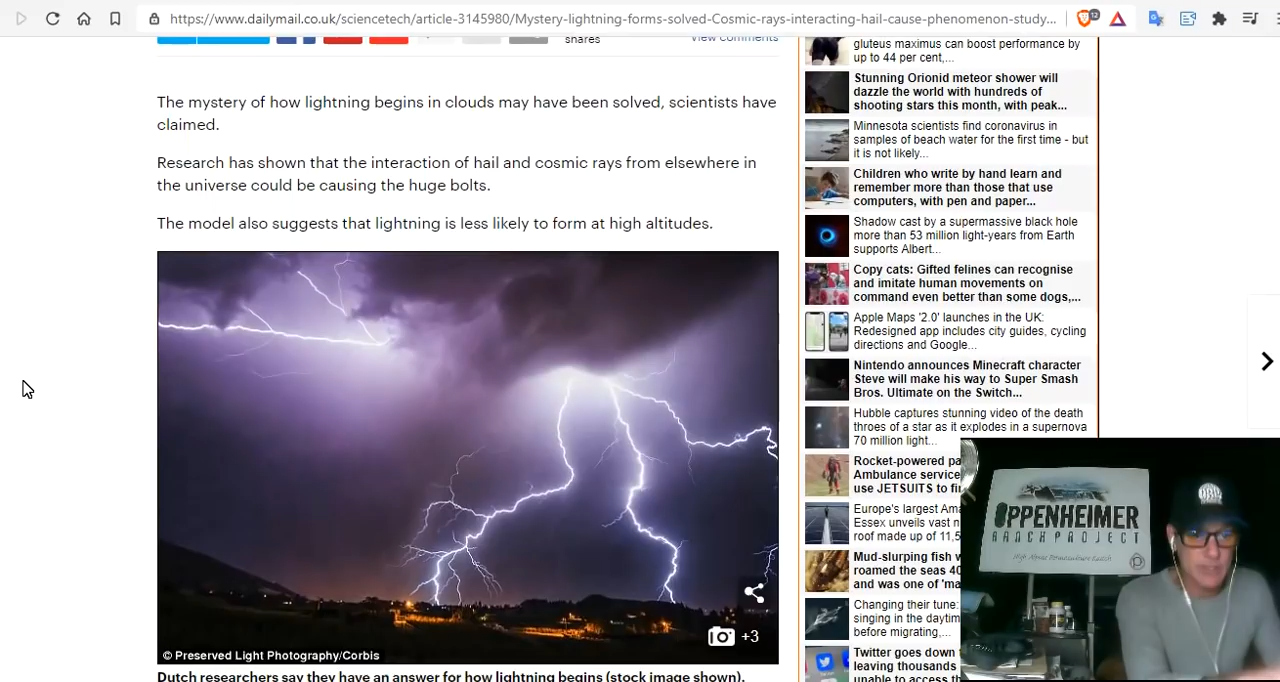 https://www.dailymail.co.uk/sciencetech/article-3145980/Mystery-lightning-forms-solved-Cosmic-rays-interacting-hail-cause-phenomenon-study...
12
shares
View comments
The mystery of how lightning begins in clouds may have been solved, scientists have
claimed.
Research has shown that the interaction of hail and cosmic rays from elsewhere in
the universe could be causing the huge bolts.
The model also suggests that lightning is less likely to form at high altitudes.
+3
© Preserved Light Photography/Corbis
Dutch researchers say they have an answer for how lightning begins (stock image shown).
gluteus maximus can boost performance by
up to 44 per cent,...
Stunning Orionid meteor shower will
dazzle the world with hundreds of
shooting stars this month, with peak...
Minnesota scientists find coronavirus in
samples of beach water for the first time - but
it is not likely...
Children who write by hand learn and
remember more than those that use
computers, with pen and paper...
Shadow cast by a supermassive black hole
more than 53 million light-years from Earth
supports Albert...
Copy cats: Gifted felines can recognise
and imitate human movements on
command even better than some dogs,...
Apple Maps '2.0' launches in the UK:
Redesigned app includes city guides, cycling
directions and Google...
Nintendo announces Minecraft character
Steve will make his way to Super Smash
Bros. Ultimate on the Switch...
Hubble captures stunning video of the death
throes of a star as it explodes in a supernova
70 million light...
Rocket-powered pa
Ambulance service
use JETSUITS to fi
Europe's largest Ama
Essex unveils vast n
roof made up of 11,5
Mud-slurping fish w
roamed the seas 40
and was one of 'ma
Changing their tune:
singing in the daytim
before migrating,...
Twitter goes down
leaving thousands
unable to access th
OPPENHEIMER
RANCH PROJECT